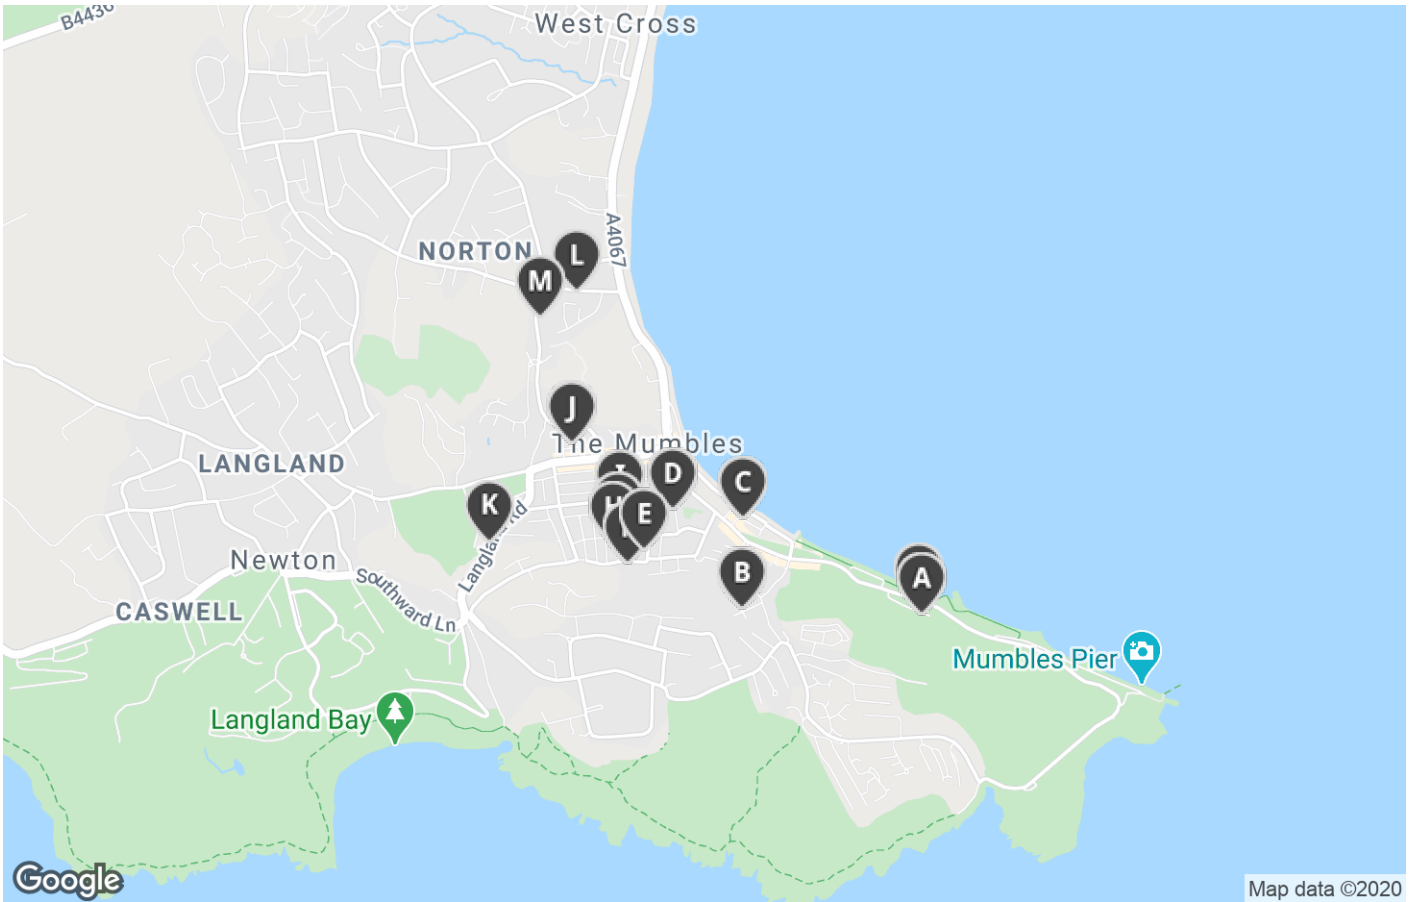 B4436
West Cross
A4067
NORTON
L
M
J
The Mumbles
LANGLAND
I
D
C
K
H
E
Langland Rd
Newton
B
A
Southward Ln
CASWELL
Mumbles Pier
Langland Bay
Google
Map data ©2020